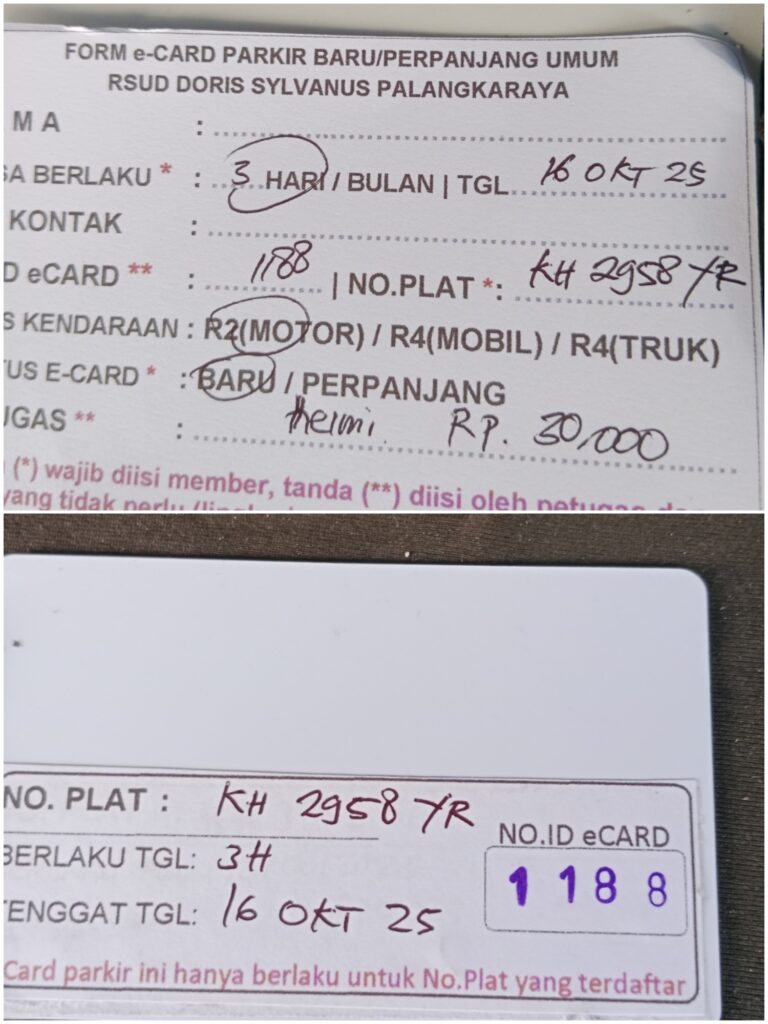 FORM e-CARD PARKIR BARU/PERPANJANG UMUM
RSUD DORIS SYLVANUS PALANGKARAYA
M A :
SA BERLAKU * : 3 HARI / BULAN | TGL 16 OKT 25
KONTAK :
D eCARD ** : 1188 | NO.PLAT *: KH 2958 YR
S KENDARAAN : R2(MOTOR) / R4(MOBIL) / R4(TRUK)
TUS E-CARD * : BARU / PERPANJANG
UGAS ** : RP. 30,000
(*) wajib diisi member, tanda (**) diisi oleh petugas
yang tidak perlu
NO. PLAT : KH 2958 YR
BERLAKU TGL: 3H
NO.ID eCARD
1188
TENGGAT TGL: 16 OKT 25
Card parkir ini hanya berlaku untuk No.Plat yang terdaftar